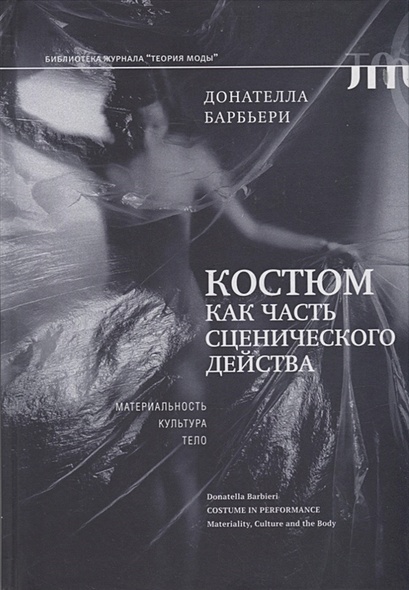 БИБЛИОТЕКА ЖУРНАЛА "ТЕОРИЯ МОДЫ"
ДОНАТЕЛЛА
БАРБЬЕРИ
КОСТЮМ
КАК ЧАСТЬ
СЦЕНИЧЕСКОГО
ДЕЙСТВА
МАТЕРИАЛЬНОСТЬ
КУЛЬТУРА
ТЕЛО
Donatella Barbieri
COSTUME IN PERFORMANCE
Materiality, Culture and the Body